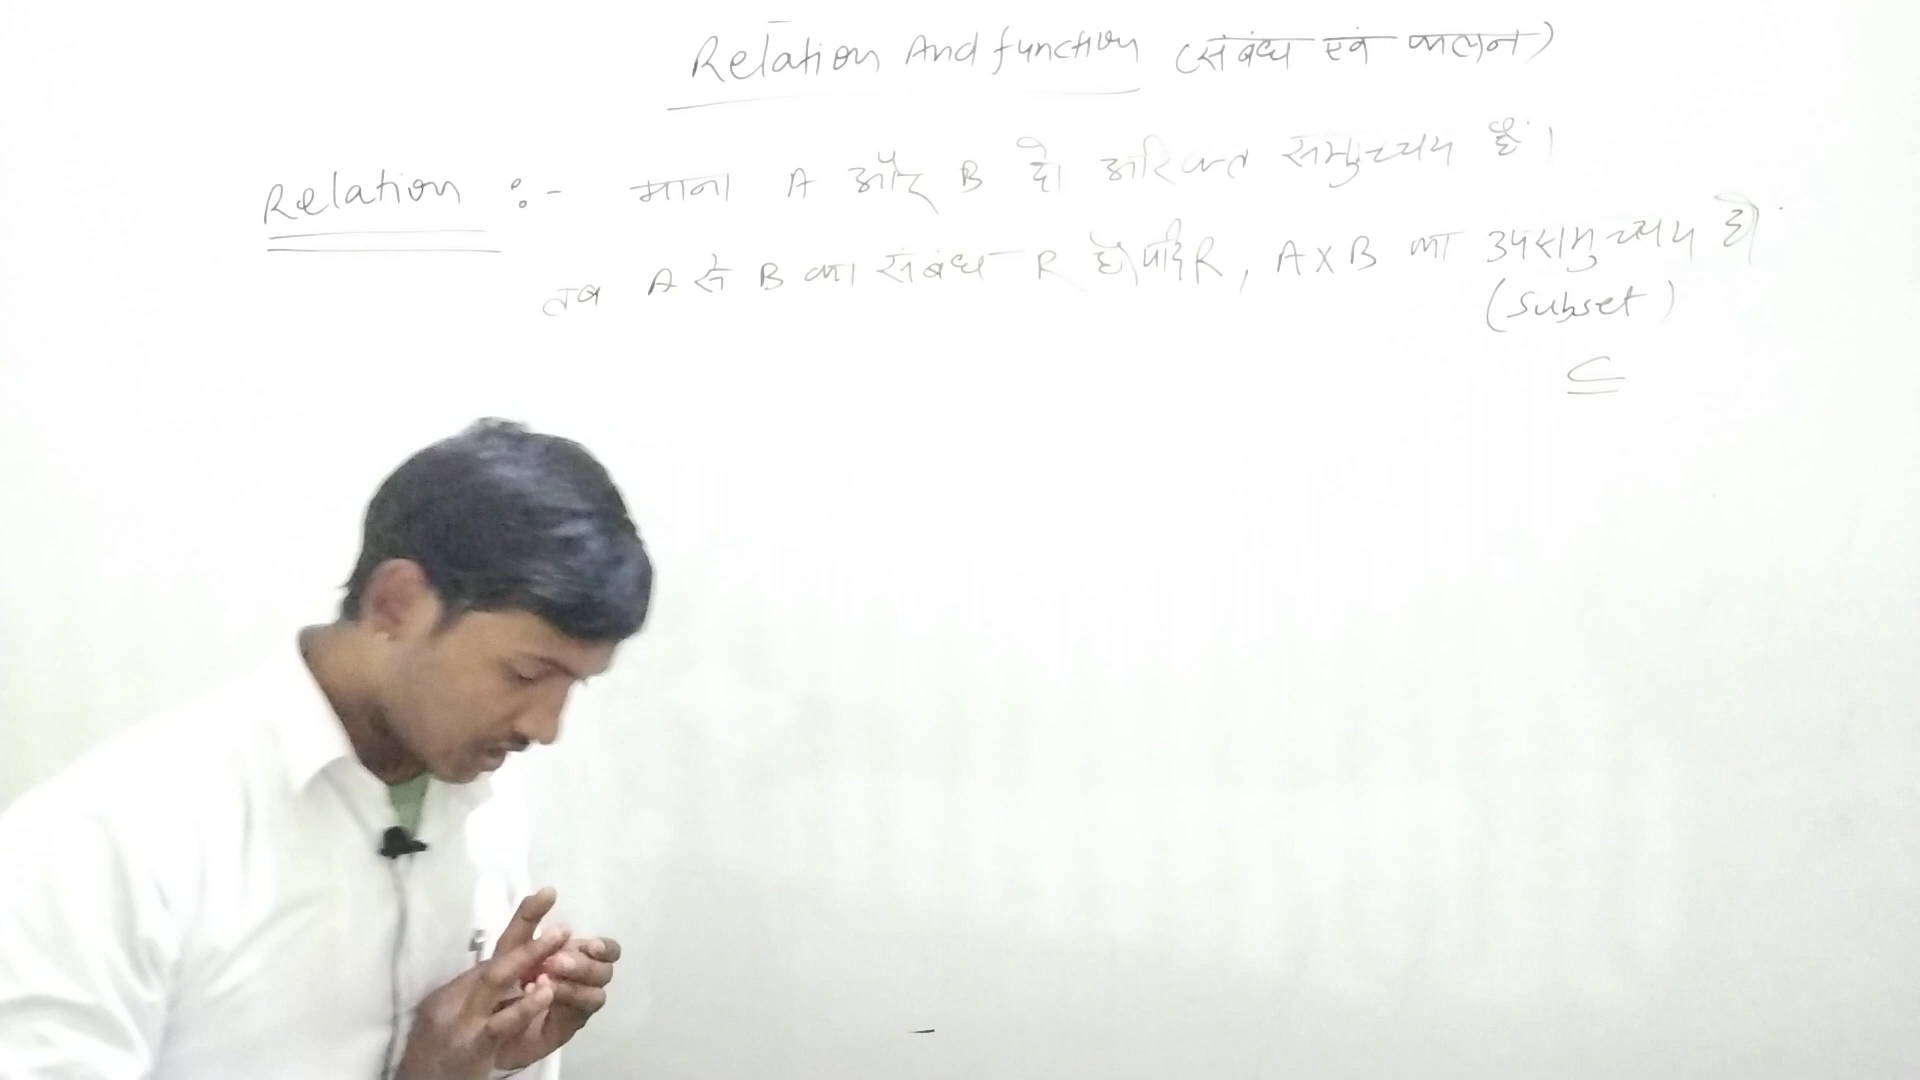 Relation And function (संबंध एवं फलन)
Relation :- माना A और B दो अरिक्त समुच्चय हैं।
तब A से B का संबंध R है यदि R, A X B का उपसमुच्चय हो
(Subset)
⊆